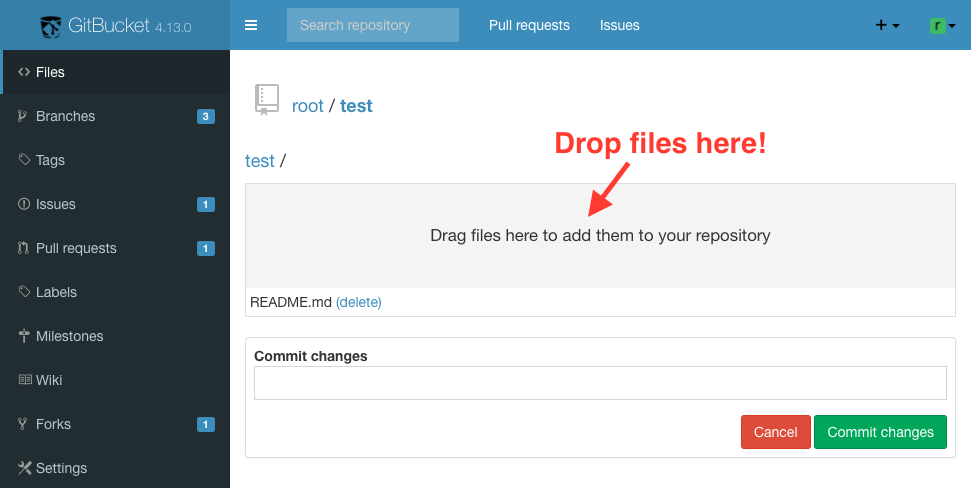 GitBucket 4.13.0
Search repository
Pull requests
Issues
r
Files
Branches 3
Tags
Issues 1
Pull requests 1
Labels
Milestones
Wiki
Forks 1
Settings
root / test
Drop files here!
test /
Drag files here to add them to your repository
README.md (delete)
Commit changes
Cancel
Commit changes